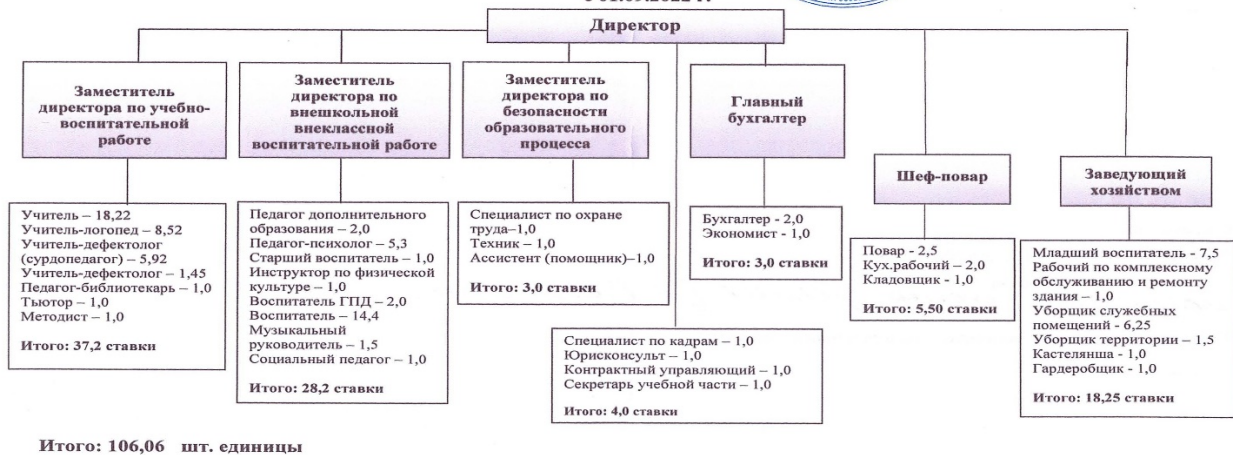 Директор
Заместитель
директора по учебно-
воспитательной
работе
Заместитель
директора по
внешкольной
внеклассной
воспитательной работе
Заместитель
директора по
безопасности
образовательного
процесса
Главный
бухгалтер
Шеф-повар
Заведующий
хозяйством
Учитель – 18,22
Учитель-логопед – 8,52
Учитель-дефектолог
(сурдопедагог) – 5,92
Учитель-дефектолог – 1,45
Педагог-библиотекарь – 1,0
Тьютор – 1,0
Методист – 1,0
Итого: 37,2 ставки
Педагог дополнительного
образования – 2,0
Педагог-психолог – 5,3
Старший воспитатель – 1,0
Инструктор по физической
культуре – 1,0
Воспитатель ГПД – 2,0
Воспитатель – 14,4
Музыкальный
руководитель – 1,5
Социальный педагог – 1,0
Итого: 28,2 ставки
Специалист по охране
труда–1,0
Техник – 1,0
Ассистент (помощник)–1,0
Итого: 3,0 ставки
Специалист по кадрам – 1,0
Юрисконсульт – 1,0
Контрактный управляющий – 1,0
Секретарь учебной части – 1,0
Итого: 4,0 ставки
Бухгалтер - 2,0
Экономист - 1,0
Итого: 3,0 ставки
Повар - 2,5
Кух.рабочий – 2,0
Кладовщик - 1,0
Итого: 5,50 ставки
Младший воспитатель - 7,5
Рабочий по комплексному
обслуживанию и ремонту
здания – 1,0
Уборщик служебных
помещений - 6,25
Уборщик территории – 1,5
Кастелянша - 1,0
Гардеробщик - 1,0
Итого: 18,25 ставки
Итого: 106,06 шт. единицы